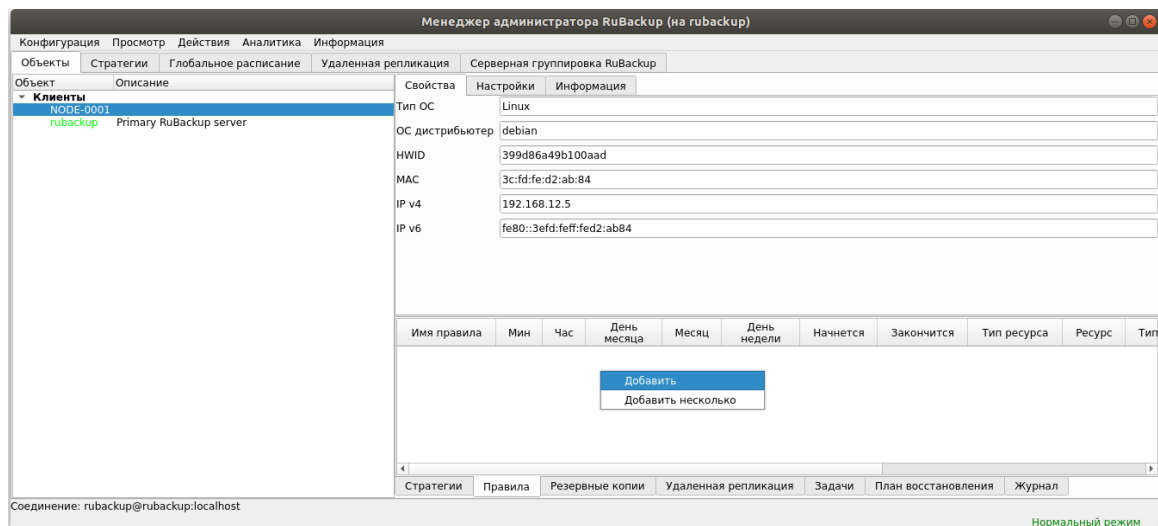 Менеджер администратора RuBackup (на rubackup)
Конфигурация Просмотр Действия Аналитика Информация
Объекты Стратегии Глобальное расписание Удаленная репликация Серверная группировка RuBackup
Объект Описание
Клиенты
NODE-0001
rubackup Primary RuBackup server
Свойства Настройки Информация
Тип ОС Linux
ОС дистрибьютер debian
HWID 399d86a49b100aad
MAC 3c:fd:fe:d2:ab:84
IP v4 192.168.12.5
IP v6 fe80::3efd:feff:fed2:ab84
Имя правила Мин Час День месяца Месяц День недели Начнется Закончится Тип ресурса Ресурс Тип
Добавить
Добавить несколько
Стратегии Правила Резервные копии Удаленная репликация Задачи План восстановления Журнал
Соединение: rubackup@rubackup:localhost
Нормальный режим